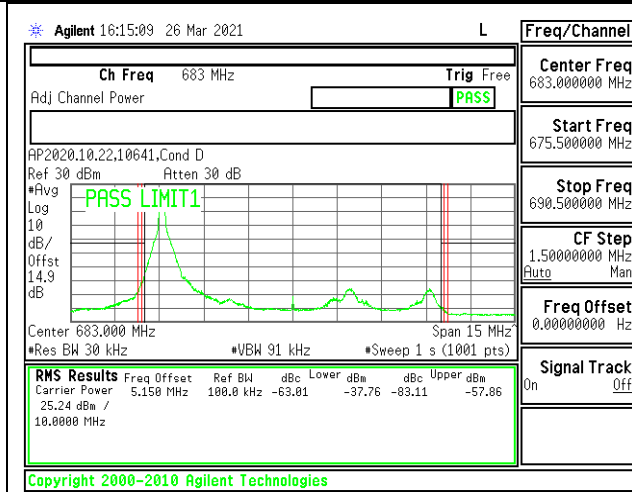 Agilent 16:15:09 26 Mar 2021 L
Freq/Channel
Ch Freq 683 MHz Trig Free
Adj Channel Power PASS
Center Freq
683.000000 MHz
Start Freq
675.500000 MHz
Stop Freq
690.500000 MHz
CF Step
1.50000000 MHz
Auto Man
Freq Offset
0.00000000 Hz
Signal Track
On Off
AP2020.10.22,10641,Cond D
Ref 30 dBm Atten 30 dB
#Avg
Log
10
dB/
Offst
14.9
dB
PASS LIMIT1
Center 683.000 MHz Span 15 MHz^
#Res BW 30 kHz #VBW 91 kHz #Sweep 1 s (1001 pts)
RMS Results Freq Offset Ref BW dBc Lower dBm dBc Upper dBm
Carrier Power 5.150 MHz 100.0 kHz -63.01 -37.76 -83.11 -57.86
25.24 dBm /
10.0000 MHz
Copyright 2000-2010 Agilent Technologies